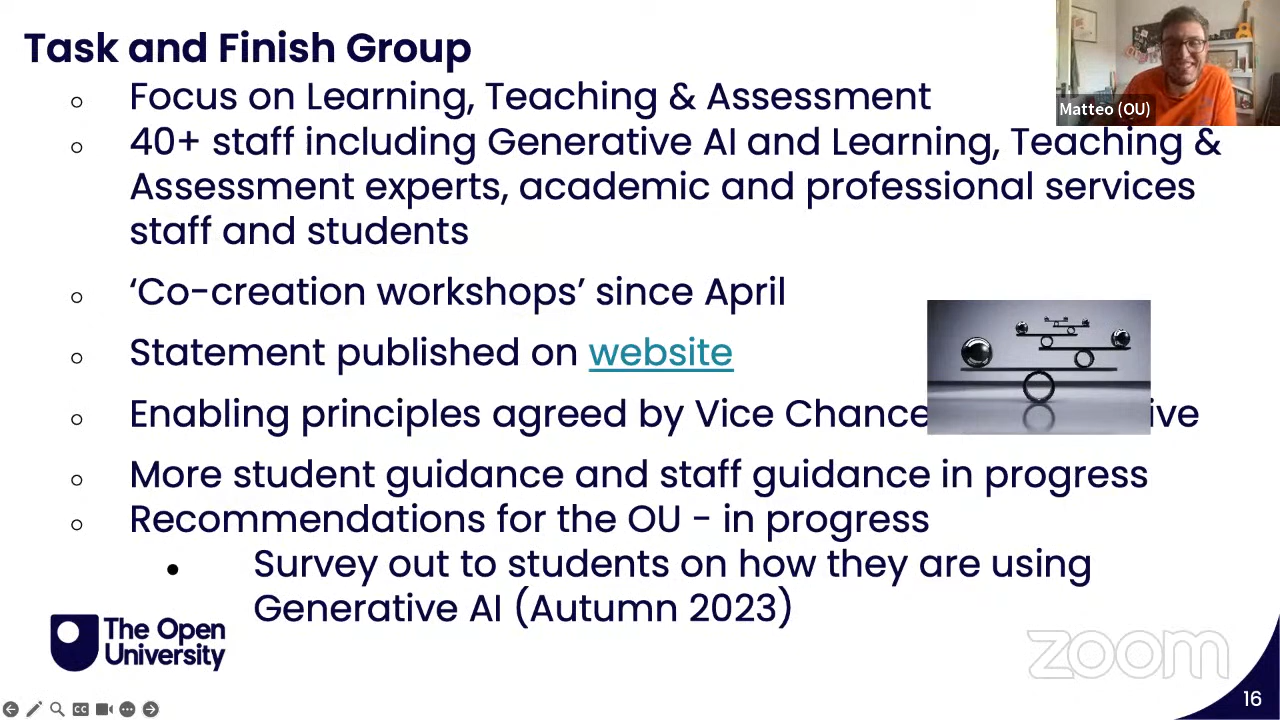 Task and Finish Group
Matteo (OU)
Focus on Learning, Teaching & Assessment
40+ staff including Generative AI and Learning, Teaching &
Assessment experts, academic and professional services
staff and students
‘Co-creation workshops’ since April
Statement published on website
Enabling principles agreed by Vice Chance ive
More student guidance and staff guidance in progress
Recommendations for the OU - in progress
Survey out to students on how they are using
Generative AI (Autumn 2023)
The Open
University
zoom
16